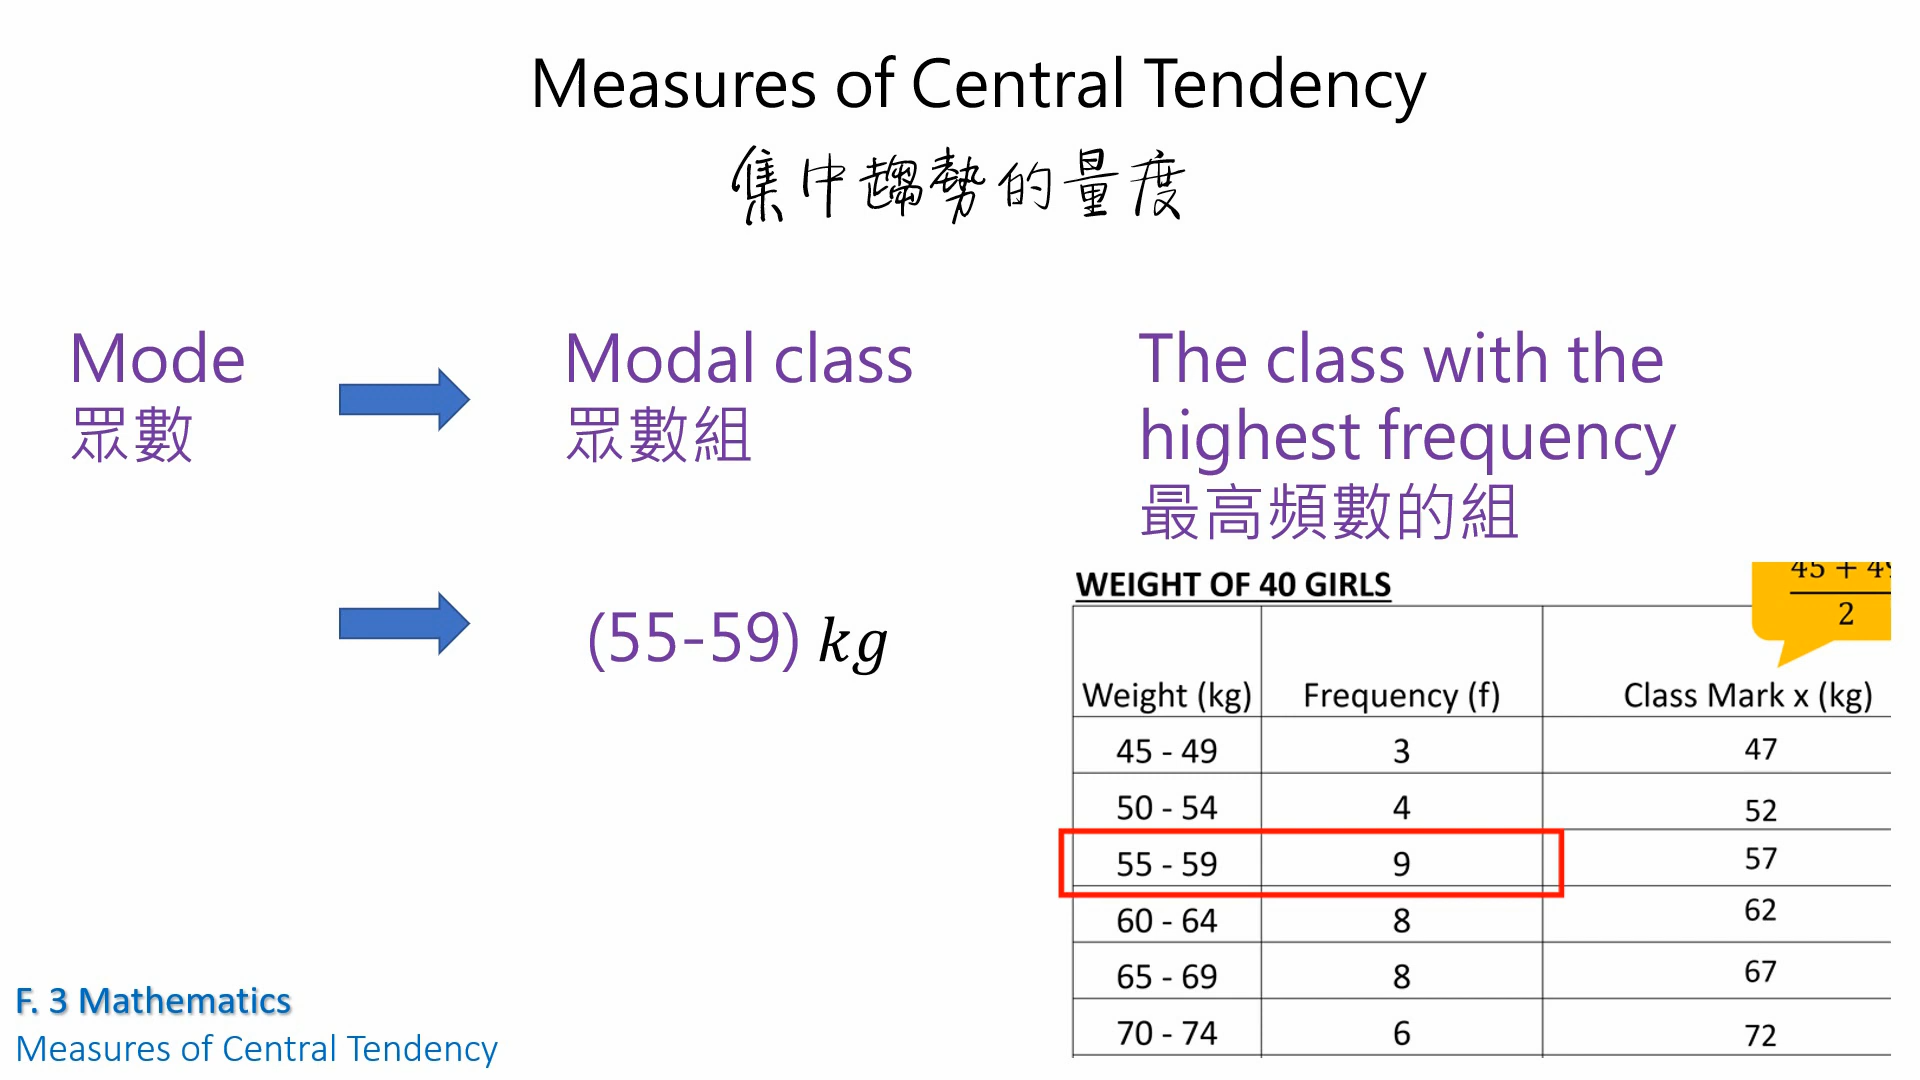 Measures of Central Tendency
集中趨勢的量度
Mode
眾數
Modal class
眾數組
The class with the
highest frequency
最高頻數的組
(55-59) kg
WEIGHT OF 40 GIRLS
45 + 4
2
Weight (kg) Frequency (f) Class Mark x (kg)
45 - 49 3 47
50 - 54 4 52
55 - 59 9 57
60 - 64 8 62
65 - 69 8 67
70 - 74 6 72
F. 3 Mathematics
Measures of Central Tendency